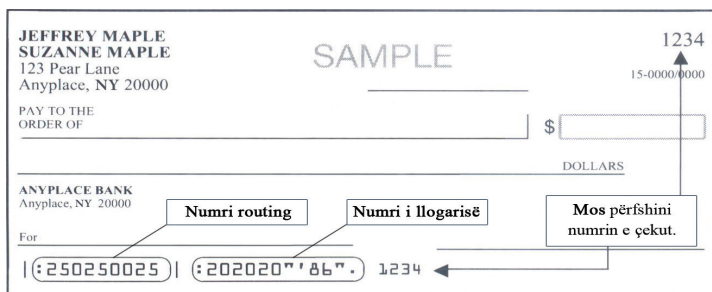 JEFFREY MAPLE
SUZANNE MAPLE
123 Pear Lane
Anyplace, NY 20000
SAMPLE
1234
15-0000/0000
PAY TO THE
ORDER OF
$
DOLLARS
ANYPLACE BANK
Anyplace, NY 20000
Numri routing
Numri i llogarisë
Mos përfshini
numrin e çekut.
For
|:250250025| (:202020"'86". 1234